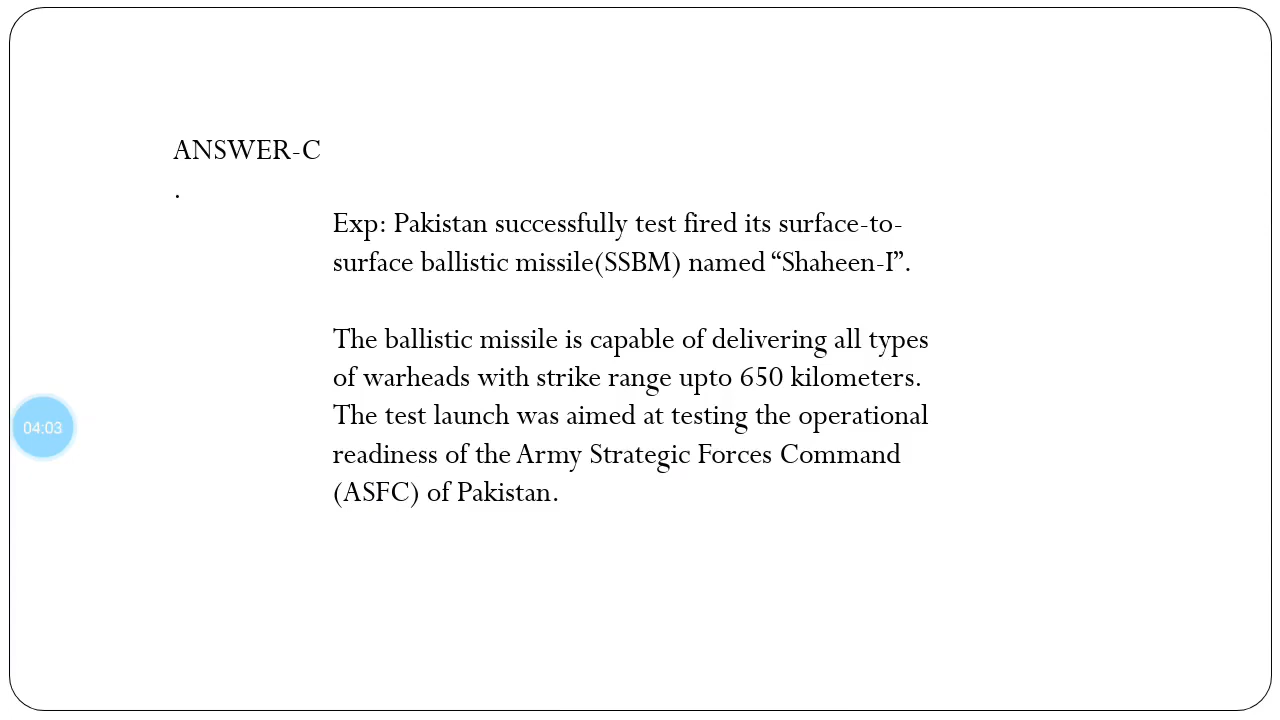 ANSWER-C
.
Exp: Pakistan successfully test fired its surface-to-
surface ballistic missile(SSBM) named “Shaheen-I”.
The ballistic missile is capable of delivering all types
of warheads with strike range upto 650 kilometers.
The test launch was aimed at testing the operational
04:03
readiness of the Army Strategic Forces Command
(ASFC) of Pakistan.